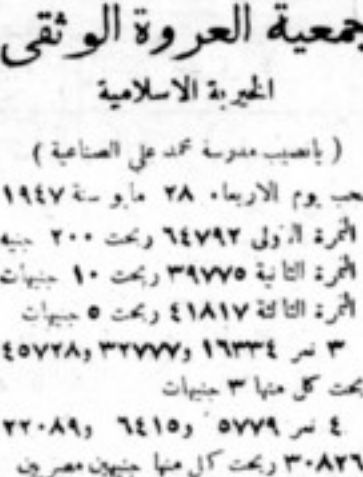 جمعية العروة الوثقى
الخيرية الاسلامية
( يانصيب مدرسة محمد علي الصناعية )
سحب يوم الاربعاء ٢٨ مايو سنة ١٩٤٧
النمرة الاولى ٦٤٧٩٢ ربحت ٢٠٠ جنيه
النمرة الثانية ٣٩٧٧٥ ربحت ١٠ جنيهات
النمرة الثالثة ٤١٨١٧ ربحت ٥ جنيهات
٣ نمر ١٦٣٣٤ و٣٢٧٧٧ و٤٥٧٢٨
ربحت كل منها ٣ جنيهات
٤ نمر ٥٧٧٩ و٦٤١٥ و٢٢٠٨٩
٣٠٨٢٦ ربحت كل منها جنيهين مصريين